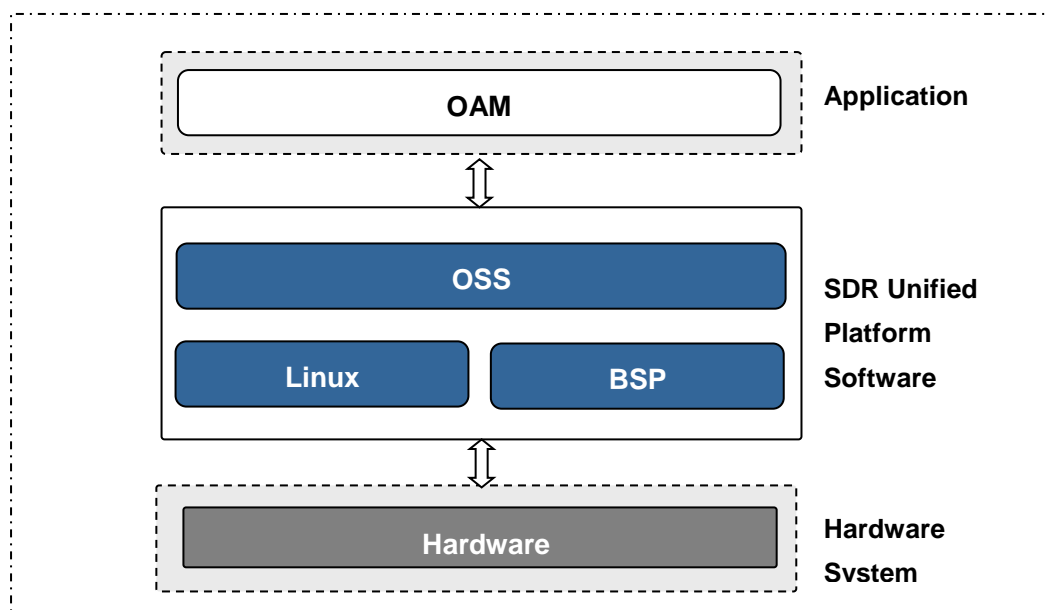 OAM
Application
OSS
SDR Unified
Platform
Software
Linux
BSP
Hardware
Hardware
System